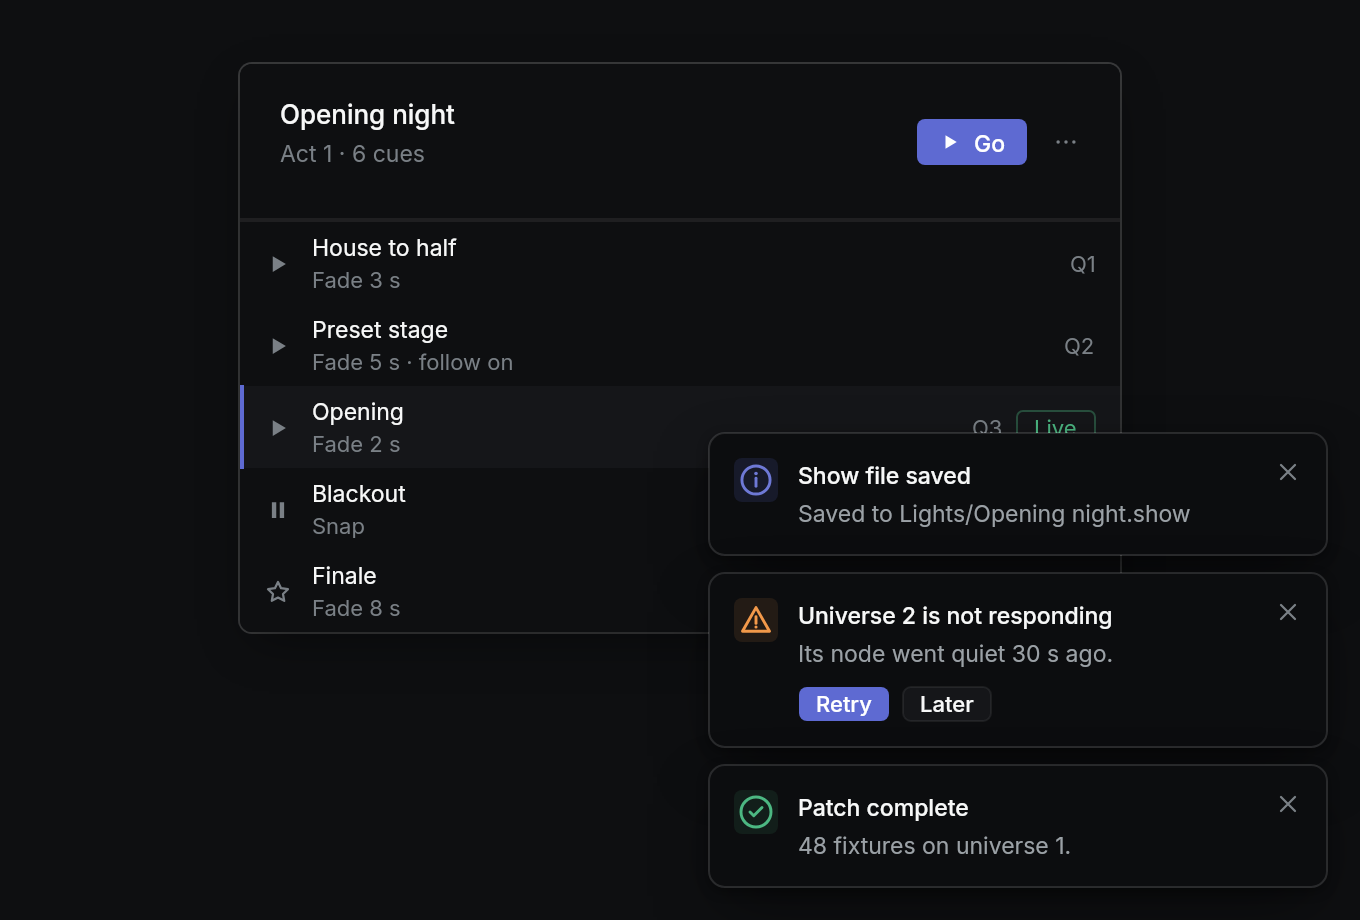 Opening night
Act 1 · 6 cues
Go
House to half
Fade 3 s
Q1
Preset stage
Fade 5 s · follow on
Q2
Opening
Fade 2 s
Q3
Live
Blackout
Snap
Finale
Fade 8 s
Show file saved
Saved to Lights/Opening night.show
Universe 2 is not responding
Its node went quiet 30 s ago.
Retry
Later
Patch complete
48 fixtures on universe 1.